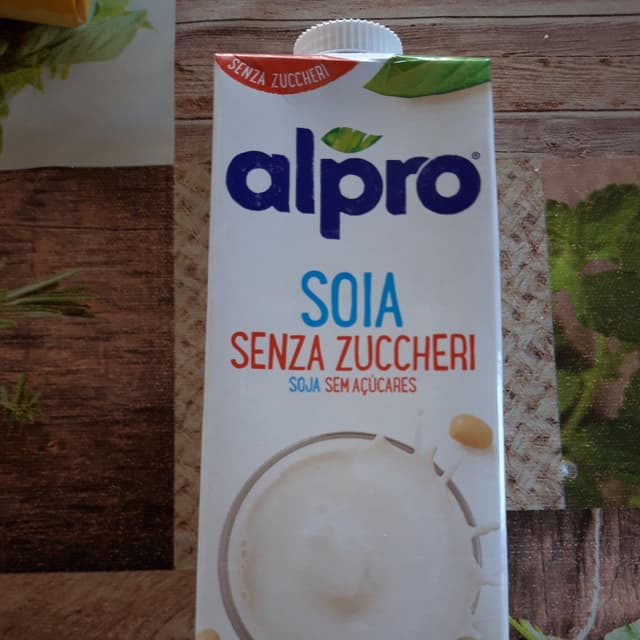 SENZA ZUCCHERI
alpro®
SOIA
SENZA ZUCCHERI
SOJA SEM AÇÚCARES